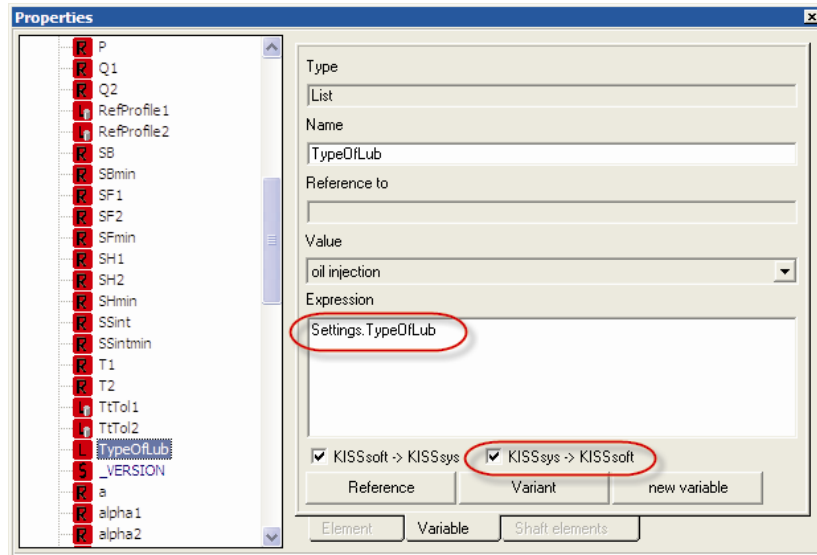 Properties
P
Q1
Q2
RefProfile1
RefProfile2
SB
SBmin
SF1
SF2
SFmin
SH1
SH2
SHmin
SSint
SSintmin
T1
T2
TtTol1
TtTol2
TypeOfLub
_VERSION
a
alpha1
alpha2
Type
List
Name
TypeOfLub
Reference to
Value
oil injection
Expression
Settings.TypeOfLub
KISSsoft -> KISSsys KISSsys -> KISSsoft
Reference Variant new variable
Element Variable Shaft elements